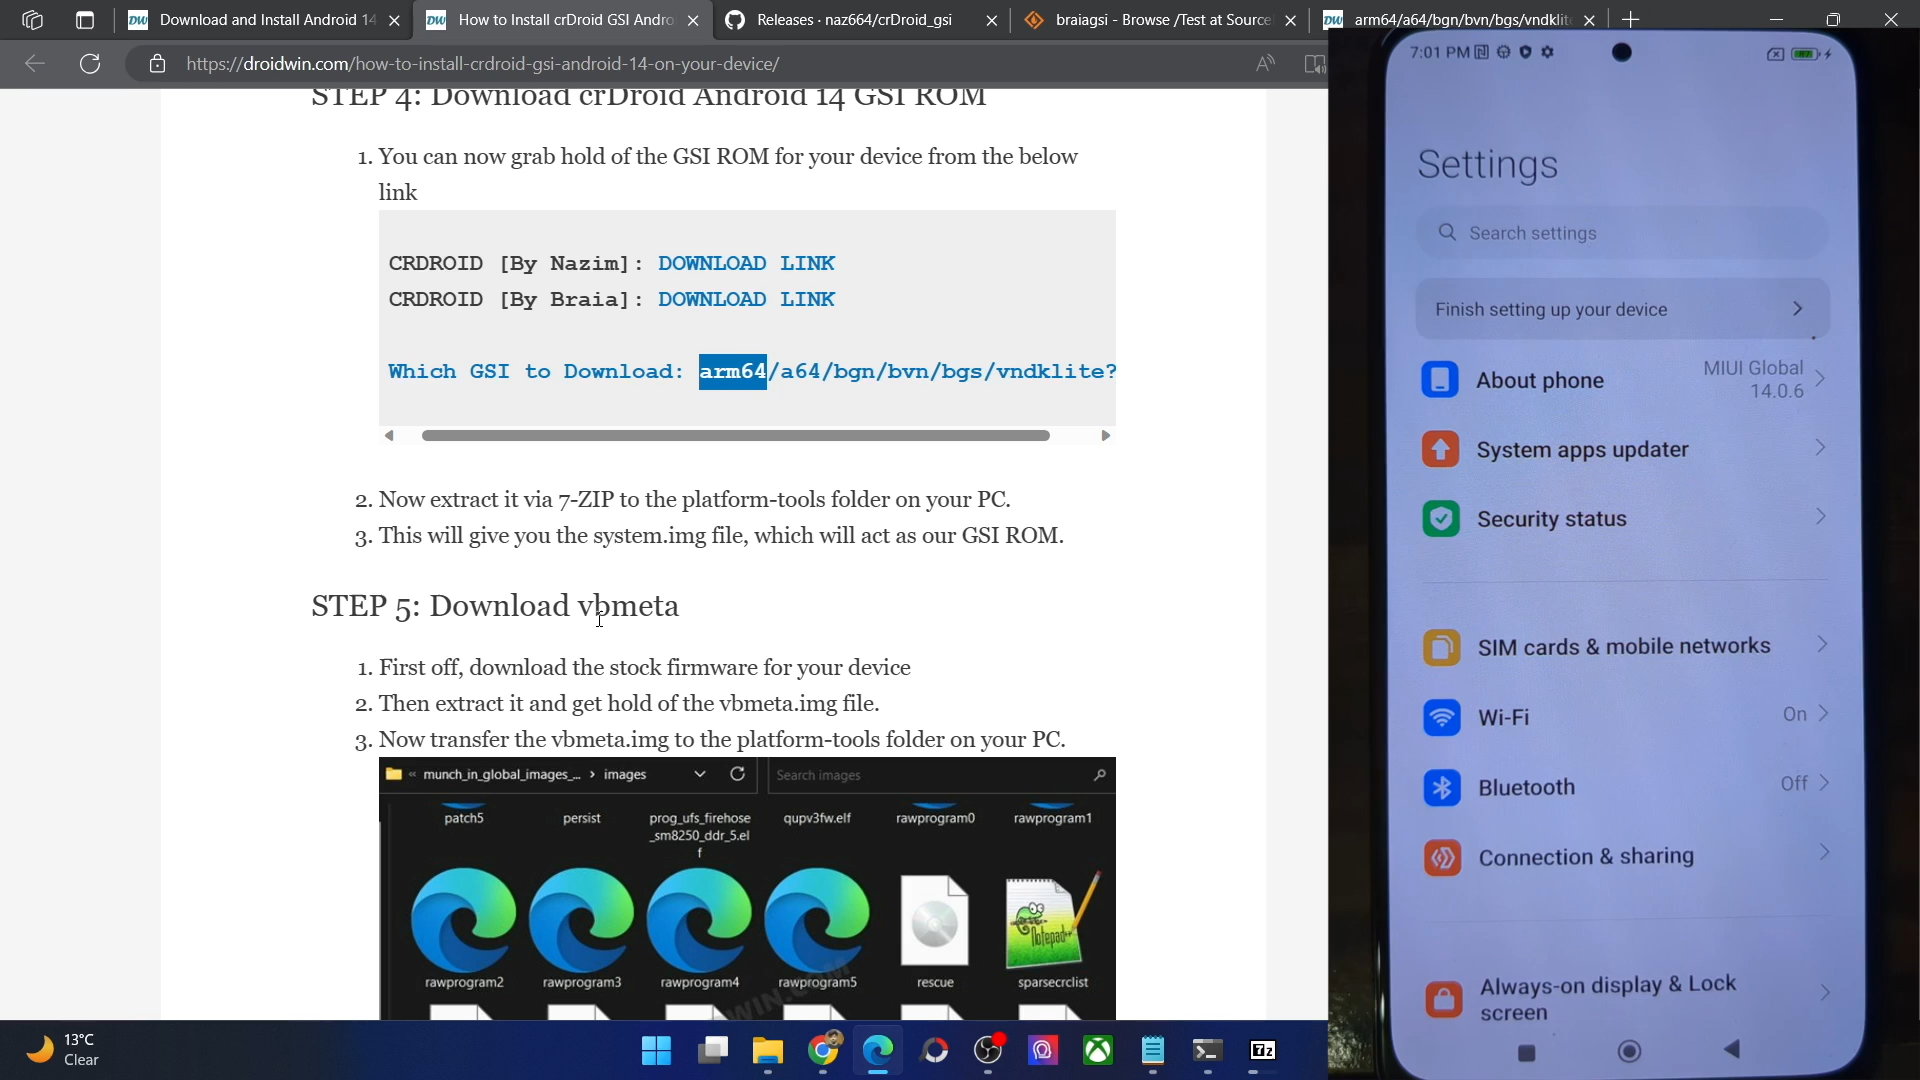 Download and Install Android 14
How to Install crDroid GSI Andro
Releases · naz664/crDroid_gsi
braiagsi - Browse /Test at Source
arm64/a64/bgn/bvn/bgs/vndklit
https://droidwin.com/how-to-install-crdroid-gsi-android-14-on-your-device/
STEP 4: Download crDroid Android 14 GSI ROM
1. You can now grab hold of the GSI ROM for your device from the below
link
CRDROID [By Nazim]: DOWNLOAD LINK
CRDROID [By Braia]: DOWNLOAD LINK
Which GSI to Download: arm64/a64/bgn/bvn/bgs/vndklite?
2. Now extract it via 7-ZIP to the platform-tools folder on your PC.
3. This will give you the system.img file, which will act as our GSI ROM.
STEP 5: Download vbmeta
1. First off, download the stock firmware for your device
2. Then extract it and get hold of the vbmeta.img file.
3. Now transfer the vbmeta.img to the platform-tools folder on your PC.
« munch_in_global_images_... › images
Search images
patch5 persist prog_ufs_firehose qupv3fw.elf rawprogram0 rawprogram1
_sm8250_ddr_5.el
f
Notepad++
rawprogram2 rawprogram3 rawprogram4 rawprogram5 rescue sparsecrclist
13°C
Clear
7z
7:01 PM
Settings
Search settings
Finish setting up your device
About phone
MIUI Global
14.0.6
System apps updater
Security status
SIM cards & mobile networks
Wi-Fi On
Bluetooth Off
Connection & sharing
Always-on display & Lock
screen